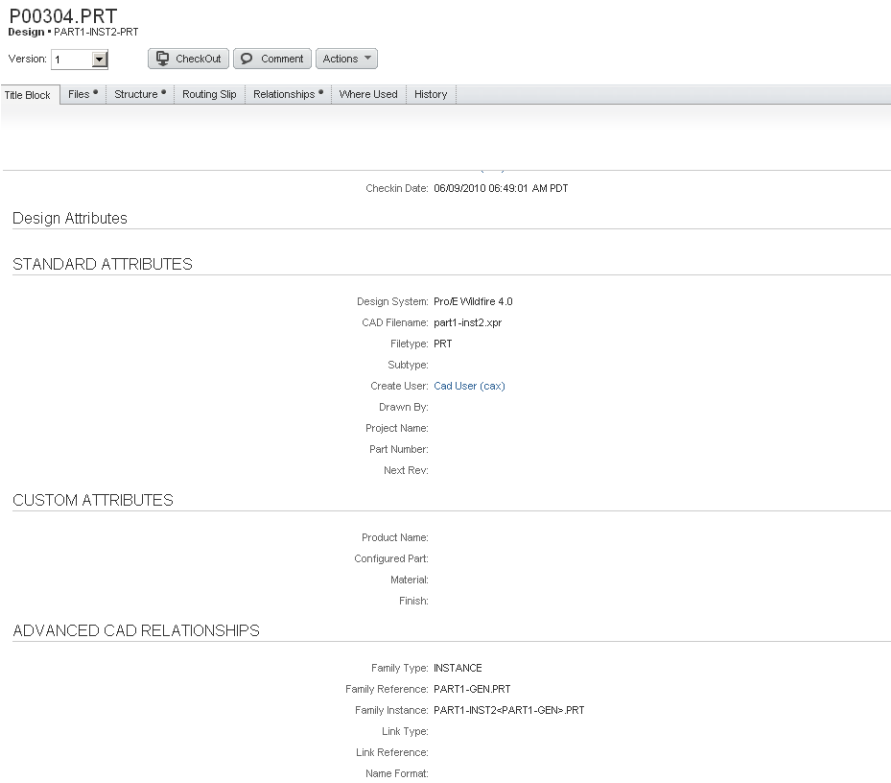 P00304.PRT
Design • PART1-INST2-PRT
Version: 1 CheckOut Comment Actions
Title Block Files • Structure • Routing Slip Relationships • Where Used History
Checkin Date: 06/09/2010 06:49:01 AM PDT
Design Attributes
STANDARD ATTRIBUTES
Design System: Pro/E Wildfire 4.0
CAD Filename: part1-inst2.xpr
Filetype: PRT
Subtype:
Create User: Cad User (cax)
Drawn By:
Project Name:
Part Number:
Next Rev:
CUSTOM ATTRIBUTES
Product Name:
Configured Part:
Material:
Finish:
ADVANCED CAD RELATIONSHIPS
Family Type: INSTANCE
Family Reference: PART1-GEN.PRT
Family Instance: PART1-INST2<PART1-GEN>.PRT
Link Type:
Link Reference:
Name Format: